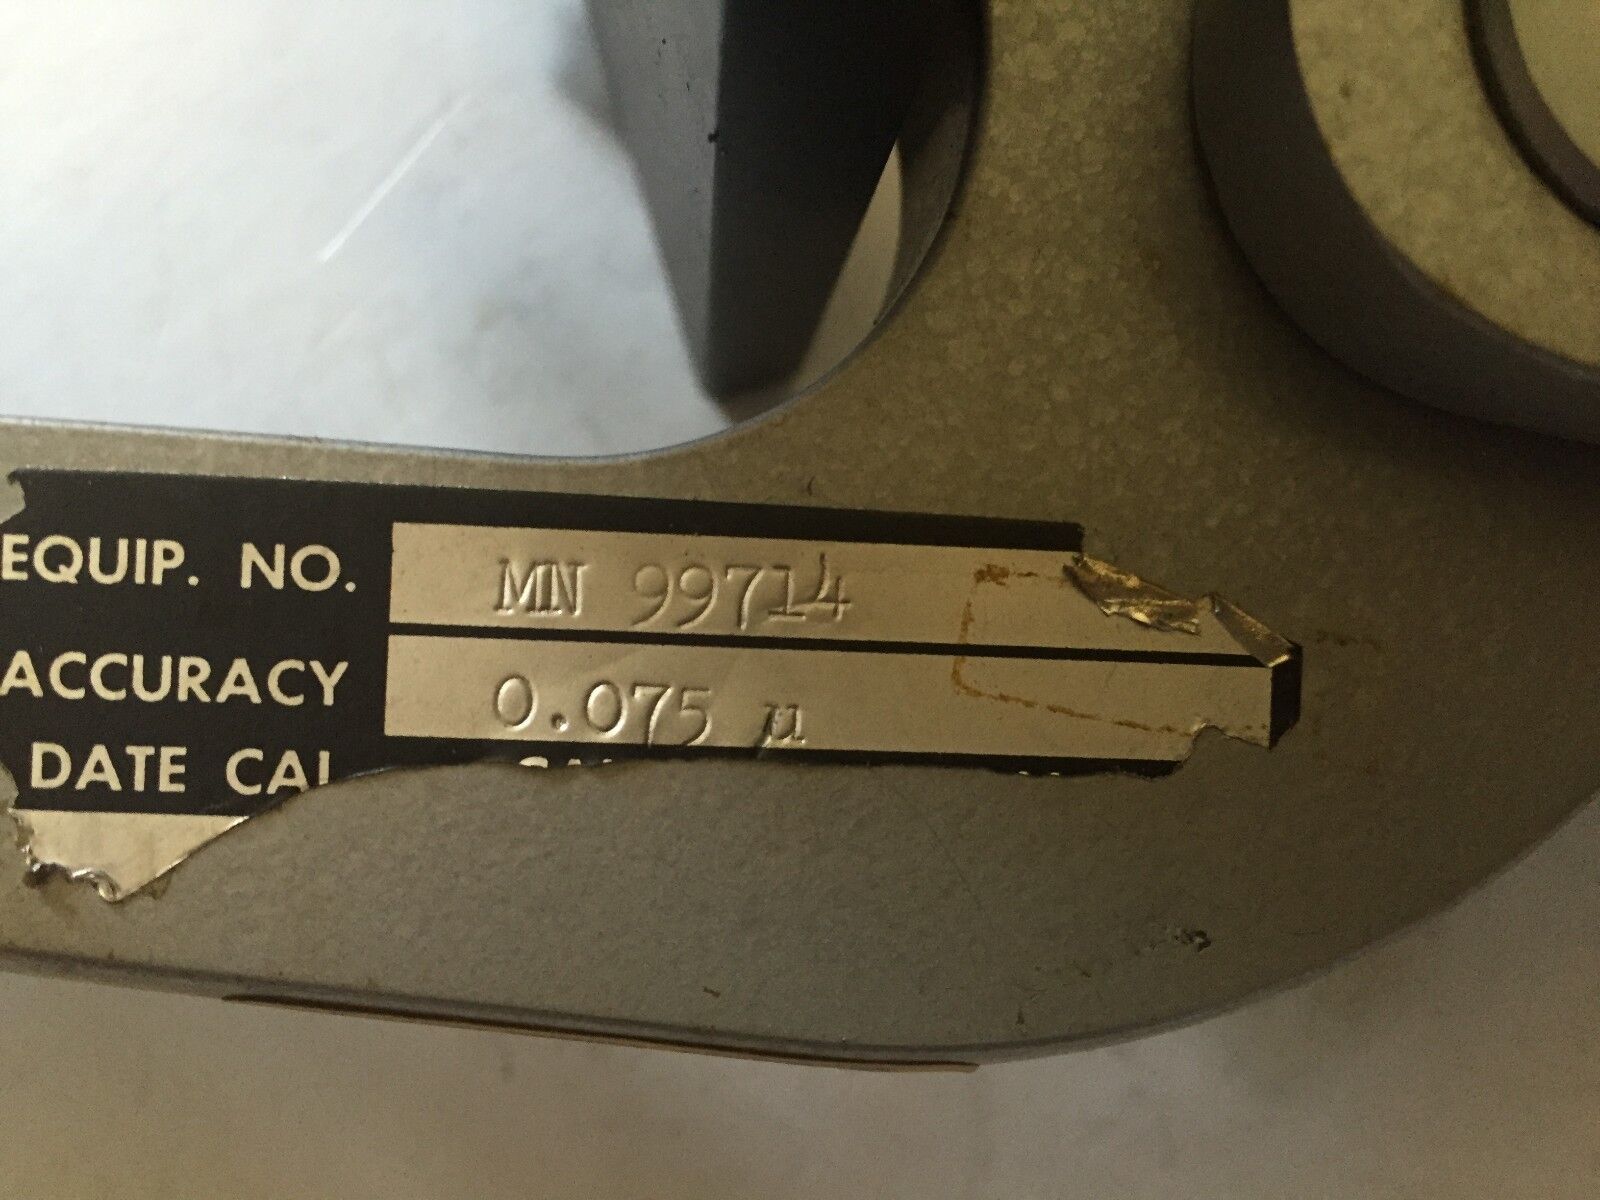 EQUIP. NO. MN 99714
ACCURACY 0.075 µ
DATE CAL